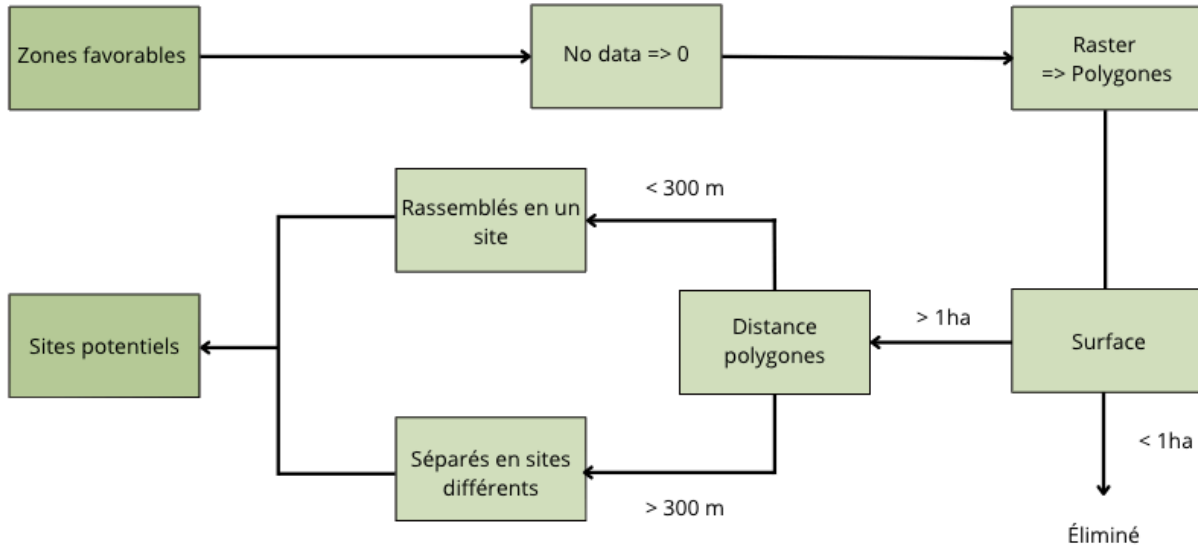 Zones favorables
No data => 0
Raster
=> Polygones
Surface
> 1ha
< 1ha
Éliminé
Distance
polygones
< 300 m
Rassemblés en un
site
> 300 m
Séparés en sites
différents
Sites potentiels